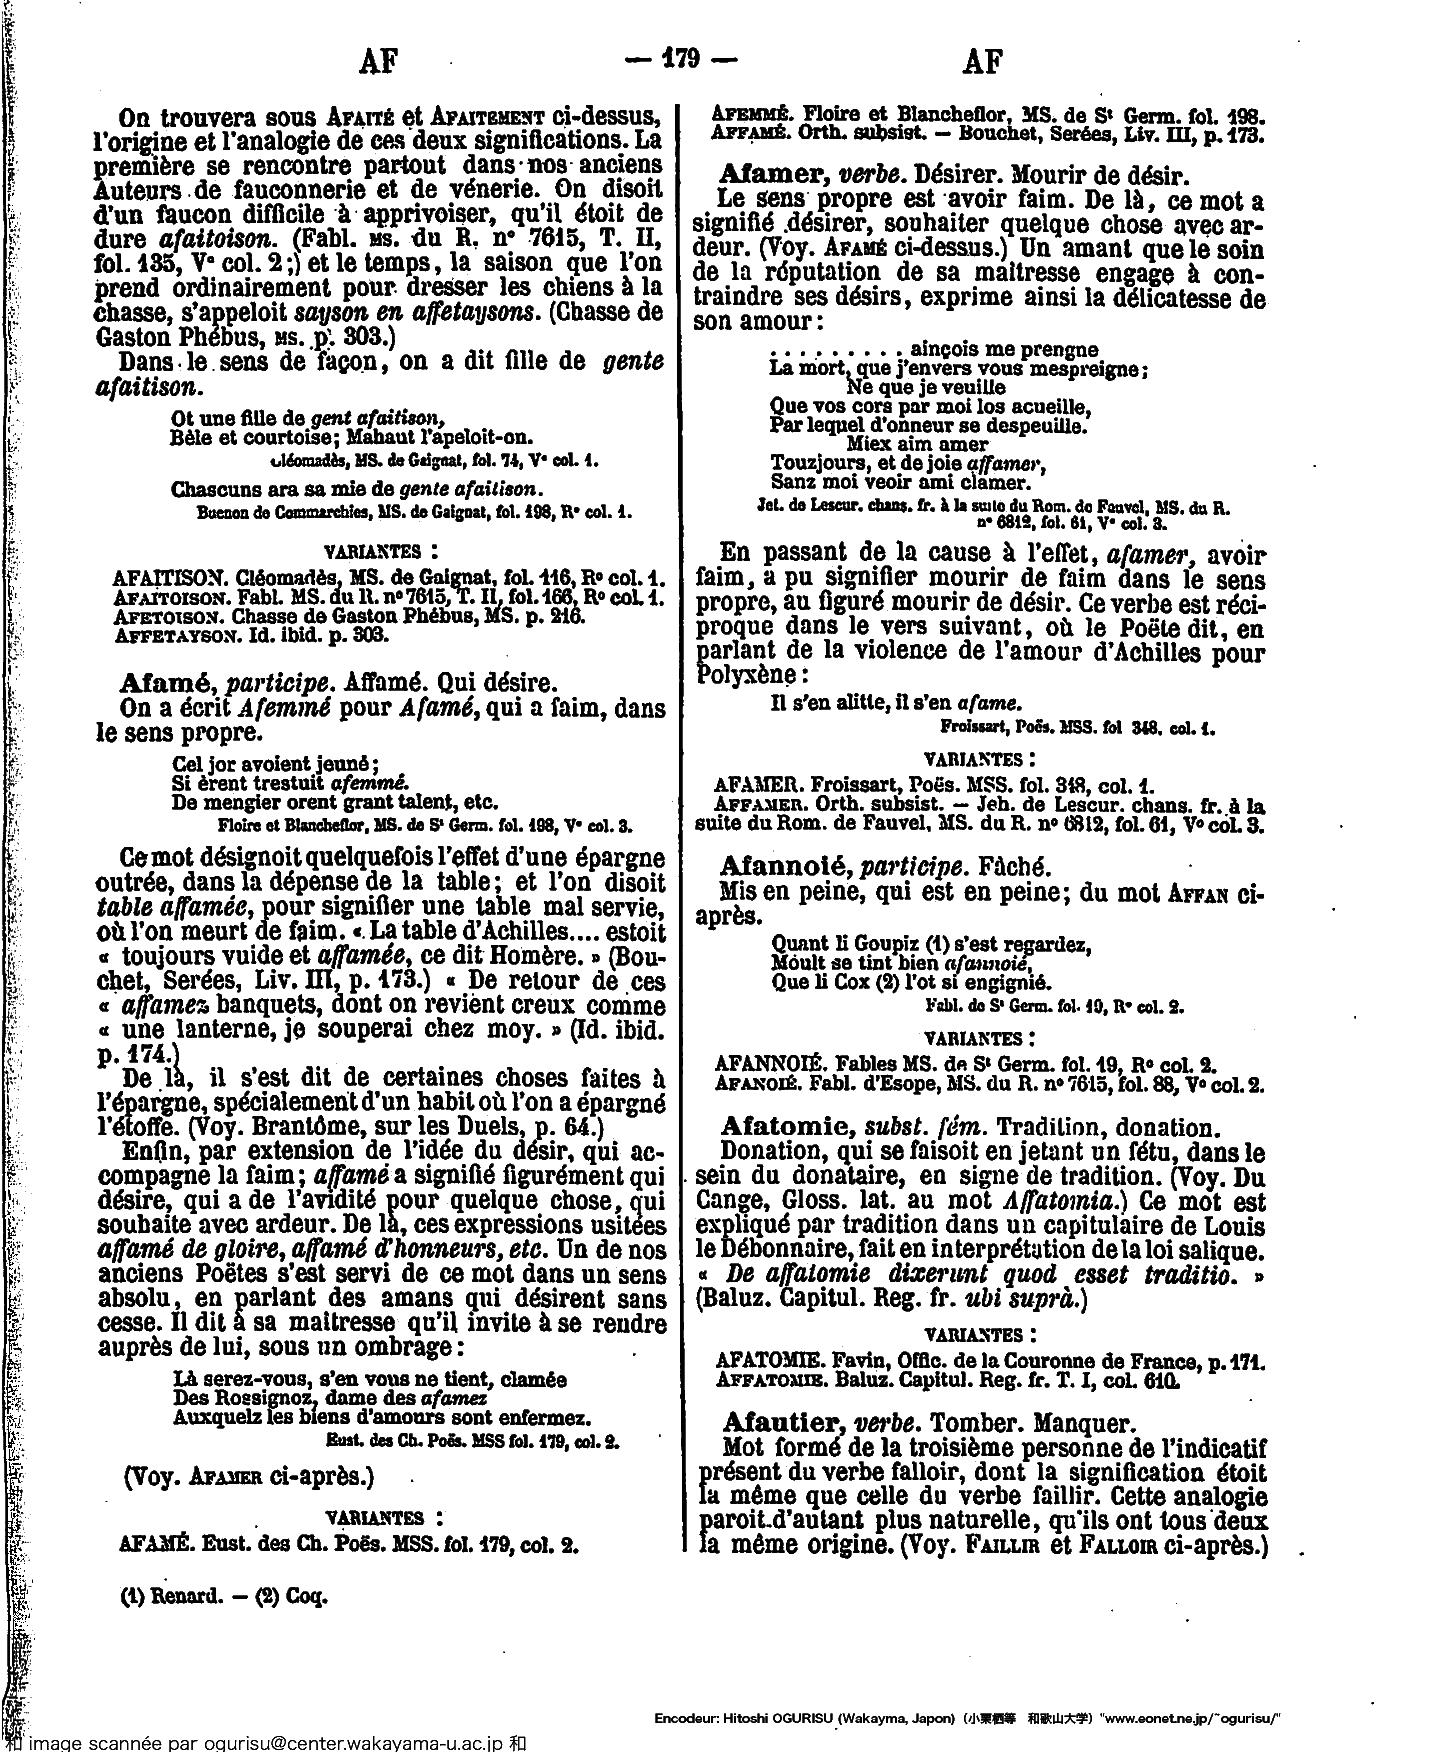 AF — 179 — AF
On trouvera sous AFAITÉ et AFAITEMENT ci-dessus,
l'origine et l'analogie de ces deux significations. La
première se rencontre partout dans nos anciens
Auteurs de fauconnerie et de vénerie. On disoit
d'un faucon difficile à apprivoiser, qu'il étoit de
dure afaitoison. (Fabl. MS. du R. n° 7615, T. II,
fol. 135, V° col. 2;) et le temps, la saison que l'on
prend ordinairement pour dresser les chiens à la
chasse, s'appeloit sayson en affetaysons. (Chasse de
Gaston Phébus, MS. p. 303.)
Dans le sens de façon, on a dit fille de gente
afaitison.
Ot une fille de gent afaitison,
Bèle et courtoise; Mahaut l'apeloit-on.
Cléomadès, MS. de Gaignat, fol. 74, V° col. 1.
Chascuns ara sa mie de gente afaitison.
Buenon de Commarchies, MS. de Gaignat, fol. 198, R° col. 1.
VARIANTES :
AFAITISON. Cléomadès, MS. de Gaignat, fol. 116, R° col. 1.
AFAITOISON. Fabl. MS. du R. n° 7615, T. II, fol. 166, R° col. 1.
AFETOISON. Chasse de Gaston Phébus, MS. p. 216.
AFFETAYSON. Id. ibid. p. 303.
Afamé, participe. Affamé. Qui désire.
On a écrit Afemmé pour Afamé, qui a faim, dans
le sens propre.
Cel jor avoient jeuné;
Si èrent trestuit afemmé.
De mengier orent grant talent, etc.
Floire et Blancheflor, MS. de St Germ. fol. 198, V° col. 3.
Ce mot désignoit quelquefois l'effet d'une épargne
outrée, dans la dépense de la table; et l'on disoit
table affamée, pour signifier une table mal servie,
où l'on meurt de faim. « La table d'Achilles.... estoit
« toujours vuide et affamée, ce dit Homère. » (Bou-
chet, Serées, Liv. III, p. 173.) « De retour de ces
« affamez banquets, dont on revient creux comme
« une lanterne, je souperai chez moy. » (Id. ibid.
p. 174.)
De là, il s'est dit de certaines choses faites à
l'épargne, spécialement d'un habit où l'on a épargné
l'étoffe. (Voy. Brantôme, sur les Duels, p. 64.)
Enfin, par extension de l'idée du désir, qui ac-
compagne la faim; affamé a signifié figurément qui
désire, qui a de l'avidité pour quelque chose, qui
souhaite avec ardeur. De là, ces expressions usitées
affamé de gloire, affamé d'honneurs, etc. Un de nos
anciens Poëtes s'est servi de ce mot dans un sens
absolu, en parlant des amans qui désirent sans
cesse. Il dit à sa maitresse qu'il invite à se rendre
auprès de lui, sous un ombrage :
Là serez-vous, s'en vous ne tient, clamée
Des Rossignoz, dame des afamez
Auxquelz les biens d'amours sont enfermez.
Eust. des Ch. Poës. MSS fol. 179, col. 2.
(Voy. AFAMER ci-après.)
VARIANTES :
AFAMÉ. Eust. des Ch. Poës. MSS. fol. 179, col. 2.
(1) Renard. — (2) Coq.
AFEMMÉ. Floire et Blancheflor, MS. de St Germ. fol. 198.
AFFAMÉ. Orth. subsist. — Bouchet, Serées, Liv. III, p. 173.
Afamer, verbe. Désirer. Mourir de désir.
Le sens propre est avoir faim. De là, ce mot a
signifié désirer, souhaiter quelque chose avec ar-
deur. (Voy. AFAMÉ ci-dessus.) Un amant que le soin
de la réputation de sa maitresse engage à con-
traindre ses désirs, exprime ainsi la délicatesse de
son amour :
. . . . . . . . . ainçois me prengne
La mort, que j'envers vous mespreigne;
Ne que je veuille
Que vos cors par moi los acueille,
Par lequel d'onneur se despeuille.
Miex aim amer
Touzjours, et de joie affamer,
Sanz moi veoir ami clamer.
Jet. de Lescur. chans. fr. à la suite du Rom. de Fauvel, MS. du R.
n° 6812, fol. 61, V° col. 3.
En passant de la cause à l'effet, afamer, avoir
faim, a pu signifier mourir de faim dans le sens
propre, au figuré mourir de désir. Ce verbe est réci-
proque dans le vers suivant, où le Poëte dit, en
parlant de la violence de l'amour d'Achilles pour
Polyxène :
Il s'en alitte, il s'en afame.
Froissart, Poës. MSS. fol 348, col. 1.
VARIANTES :
AFAMER. Froissart, Poës. MSS. fol. 348, col. 1.
AFFAMER. Orth. subsist. — Jeh. de Lescur. chans. fr. à la
suite du Rom. de Fauvel, MS. du R. n° 6812, fol. 61, V° col. 3.
Afannoié, participe. Fâché.
Mis en peine, qui est en peine; du mot AFFAN ci-
après.
Quant li Goupiz (1) s'est regardez,
Moult se tint bien afannoié,
Que li Cox (2) l'ot si engignié.
Fabl. de St Germ. fol. 19, R° col. 2.
VARIANTES :
AFANNOIÉ. Fables MS. de St Germ. fol. 19, R° col. 2.
AFANOIÉ. Fabl. d'Esope, MS. du R. n° 7615, fol. 88, V° col. 2.
Afatomie, subst. fém. Tradition, donation.
Donation, qui se faisoit en jetant un fétu, dans le
sein du donataire, en signe de tradition. (Voy. Du
Cange, Gloss. lat. au mot Affatomia.) Ce mot est
expliqué par tradition dans un capitulaire de Louis
le Débonnaire, fait en interprétation de la loi salique.
« De affatomie dixerunt quod esset traditio. »
(Baluz. Capitul. Reg. fr. ubi suprà.)
VARIANTES :
AFATOMIE. Favin, Offic. de la Couronne de France, p. 171.
AFFATOMIE. Baluz. Capitul. Reg. fr. T. I, col. 610.
Afautier, verbe. Tomber. Manquer.
Mot formé de la troisième personne de l'indicatif
présent du verbe falloir, dont la signification étoit
la même que celle du verbe faillir. Cette analogie
paroit d'autant plus naturelle, qu'ils ont tous deux
la même origine. (Voy. FAILLIR et FALLOIR ci-après.)
Encodeur: Hitoshi OGURISU (Wakayma, Japon) (小栗栖等 和歌山大学) "www.eonet.ne.jp/~ogurisu/"
和 image scannée par ogurisu@center.wakayama-u.ac.jp 和